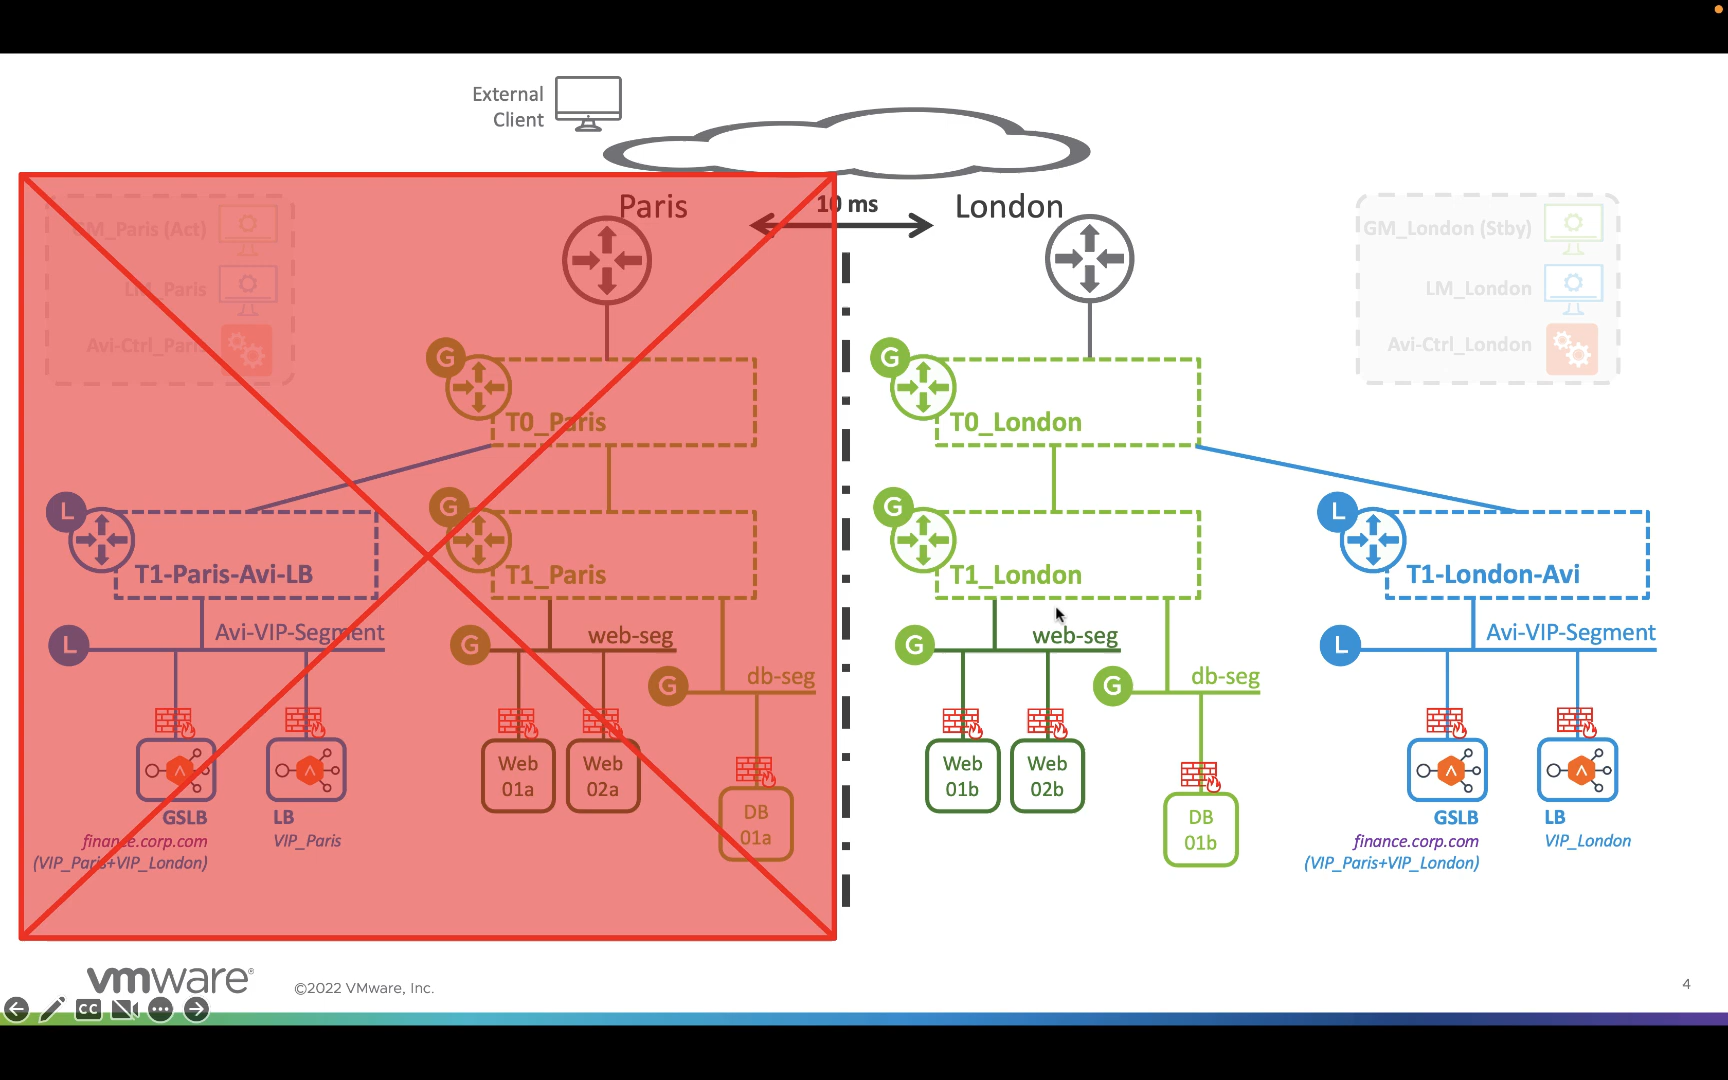 External
Client
Paris
10 ms
London
GM_Paris (Act)
LM_Paris
Avi-Ctrl_Paris
GM_London (Stby)
LM_London
Avi-Ctrl_London
G
T0_Paris
G
T0_London
L
T1-Paris-Avi-LB
G
T1_Paris
G
T1_London
L
T1-London-Avi
L
Avi-VIP-Segment
G
web-seg
G
db-seg
G
web-seg
G
db-seg
L
Avi-VIP-Segment
GSLB
finance.corp.com
(VIP_Paris+VIP_London)
LB
VIP_Paris
Web
01a
Web
02a
DB
01a
Web
01b
Web
02b
DB
01b
GSLB
finance.corp.com
(VIP_Paris+VIP_London)
LB
VIP_London
vmware®
©2022 VMware, Inc.
4
CC